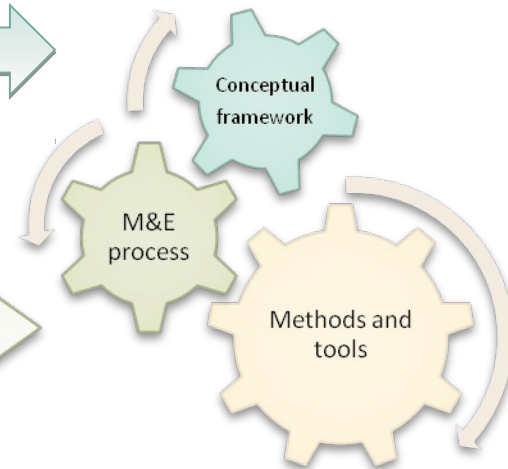 Conceptual
framework
M&E
process
Methods and
tools